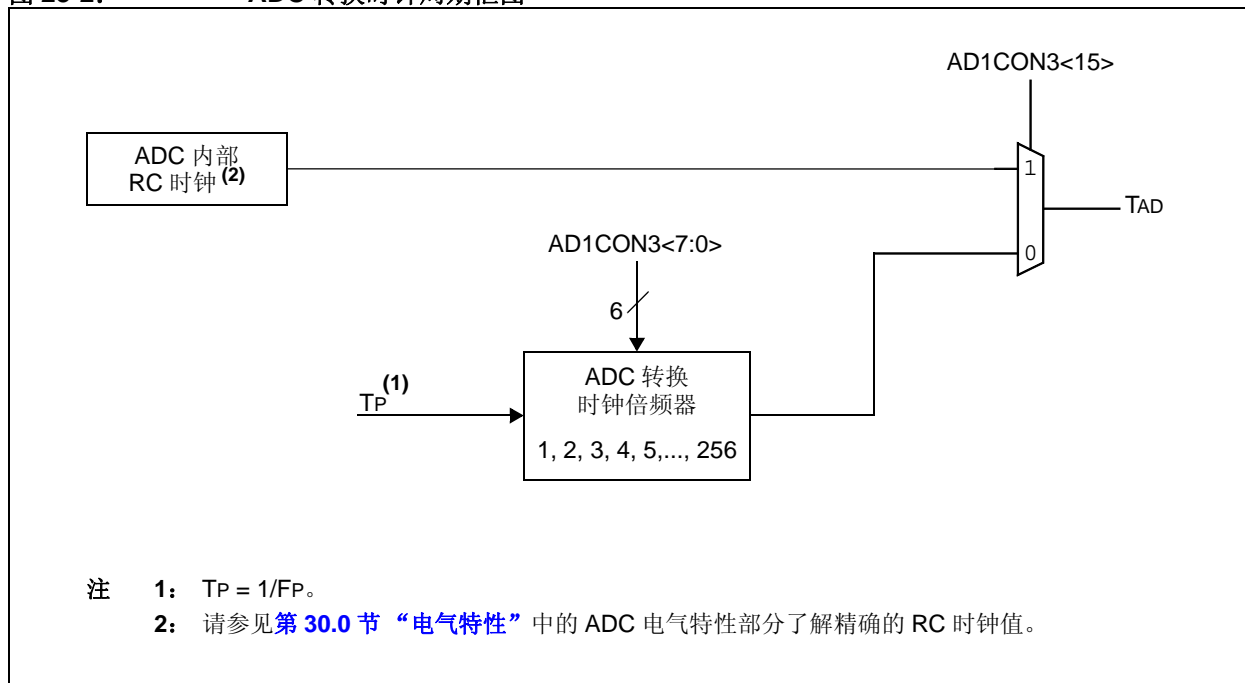 AD1CON3<15>
ADC 内部
RC 时钟 (2)
1
TAD
AD1CON3<7:0>
0
6
ADC 转换
时钟倍频器
1, 2, 3, 4, 5,..., 256
TP (1)
注 1： TP = 1/FP。
2： 请参见第 30.0 节 “电气特性”中的 ADC 电气特性部分了解精确的 RC 时钟值。